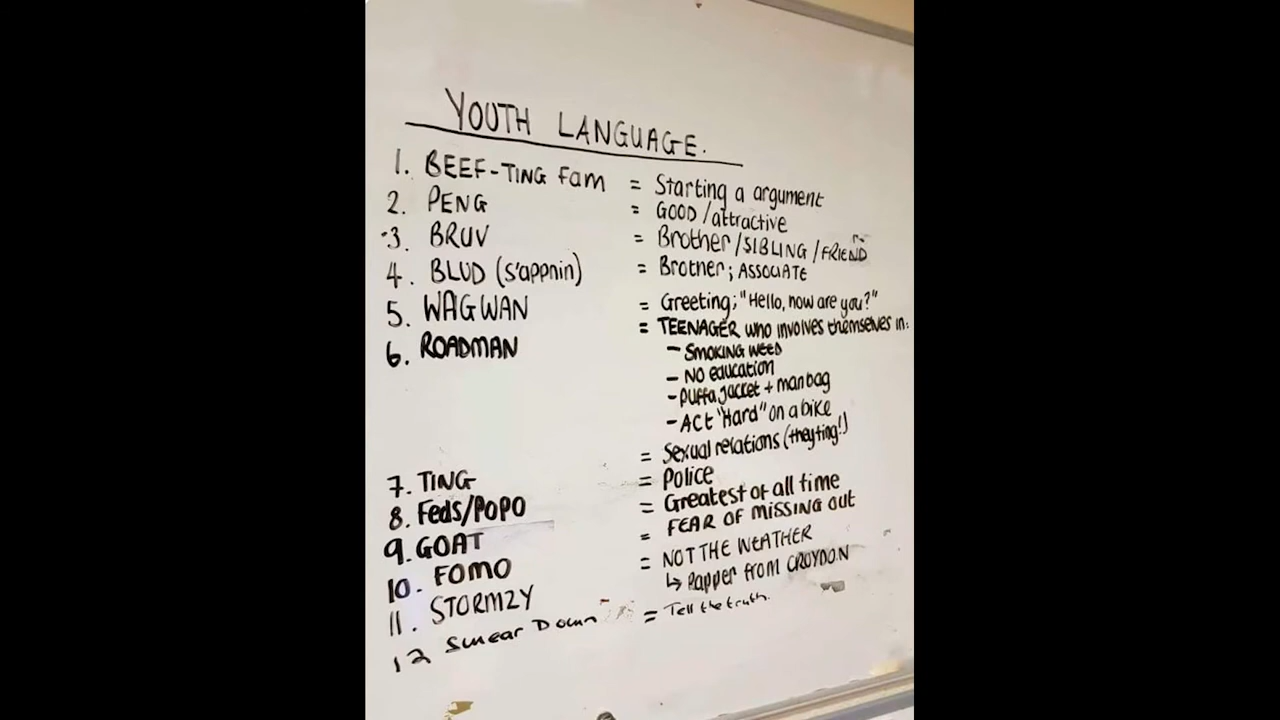 YOUTH LANGUAGE.
1. BEEF-TING Fam = Starting a argument
2. PENG = GOOD/attractive
3. BRUV = Brother/SIBLING/FRIEND
4. BLUD (s'appnin) = Brother; ASSOCIATE
5. WAGWAN = Greeting; "Hello, how are you?"
6. ROADMAN = TEENAGER who involves themselves in:
- SMOKING WEED
- NO education
- puffa jacket + manbag
- ACt "Hard" on a bike
7. TING = Sexual relations (they ting!)
8. Feds/POPO = Police
9. GOAT = Greatest of all time
10. FOMO = FEAR OF MISSING OUT
11. STORMZY = NOT THE WEATHER
↳ Rapper from CROYDON
12 Swear Down = Tell the truth.